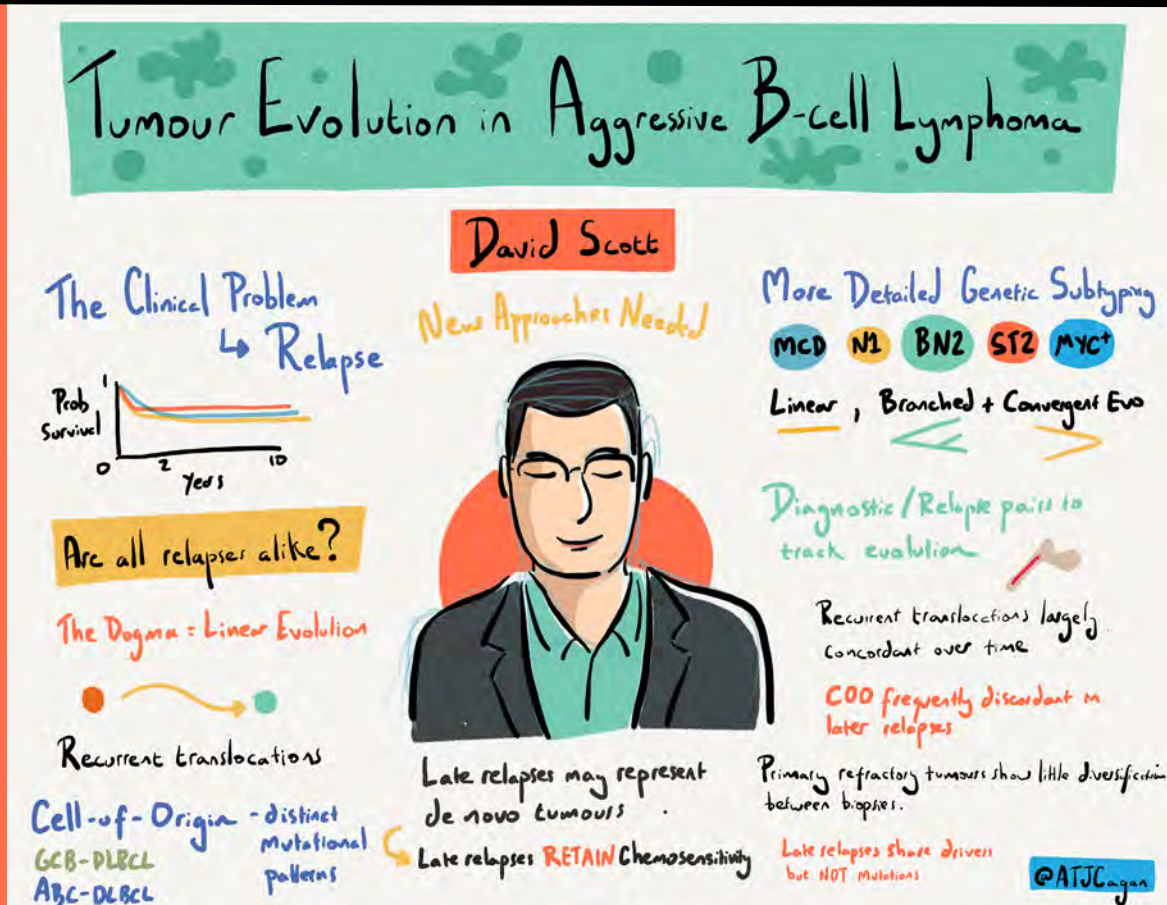 Tumour Evolution in Aggressive B-cell Lymphoma
David Scott
The Clinical Problem
↳ Relapse
1
Prob
Survival
0 2 10
Years
Are all relapses alike?
The Dogma = Linear Evolution
Recurrent translocations
Cell-of-Origin - distinct
mutational
patterns
GCB-DLBCL
ABC-DLBCL
New Approaches Needed
Late relapses may represent
de novo tumours .
Late relapses RETAIN Chemosensitivity
More Detailed Genetic Subtyping
MCD N1 BN2 ST2 MYC+
Linear , Branched + Convergent Evo
Diagnostic/Relapse pairs to
track evolution
Recurrent translocations largely
concordant over time
COO frequently discordant in
later relapses
Primary refractory tumours show little diversification
between biopsies.
Late relapses share drivers
but NOT Mutations
@ATJCagan